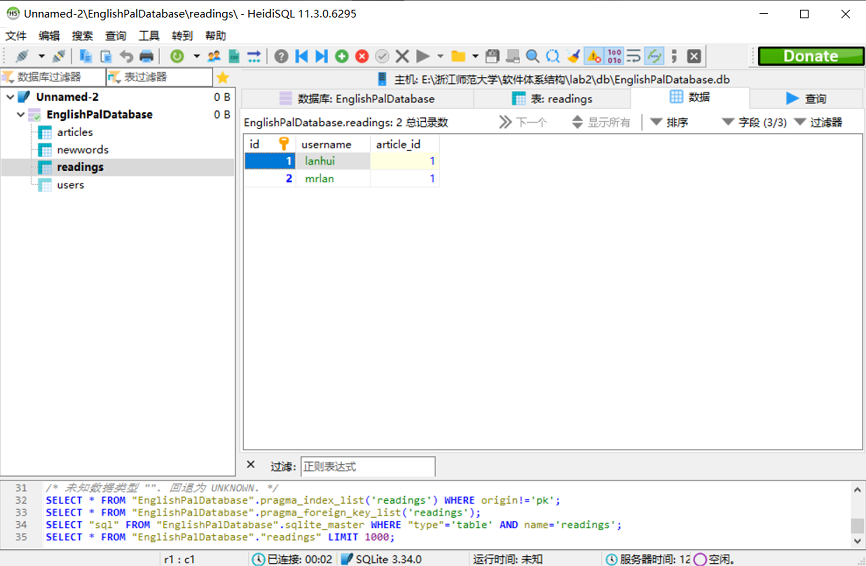 Unnamed-2\EnglishPalDatabase\readings\ - HeidiSQL 11.3.0.6295
文件 编辑 搜索 查询 工具 转到 帮助
Donate
数据库过滤器 表过滤器
主机: E:\浙江师范大学\软件体系结构\lab2\db\EnglishPalDatabase.db
Unnamed-2 0 B
EnglishPalDatabase 0 B
articles
newwords
readings
users
数据库: EnglishPalDatabase 表: readings 数据 查询
EnglishPalDatabase.readings: 2 总记录数 下一个 显示所有 排序 字段 (3/3) 过滤器
id username article_id
1 lanhui 1
2 mrlan 1
过滤: 正则表达式
31 /* 未知数据类型 "". 回退为 UNKNOWN. */
32 SELECT * FROM "EnglishPalDatabase".pragma_index_list('readings') WHERE origin!='pk';
33 SELECT * FROM "EnglishPalDatabase".pragma_foreign_key_list('readings');
34 SELECT "sql" FROM "EnglishPalDatabase".sqlite_master WHERE "type"='table' AND name='readings';
35 SELECT * FROM "EnglishPalDatabase"."readings" LIMIT 1000;
r1 : c1 已连接: 00:02 SQLite 3.34.0 运行时间: 未知 服务器时间: 12 空闲。